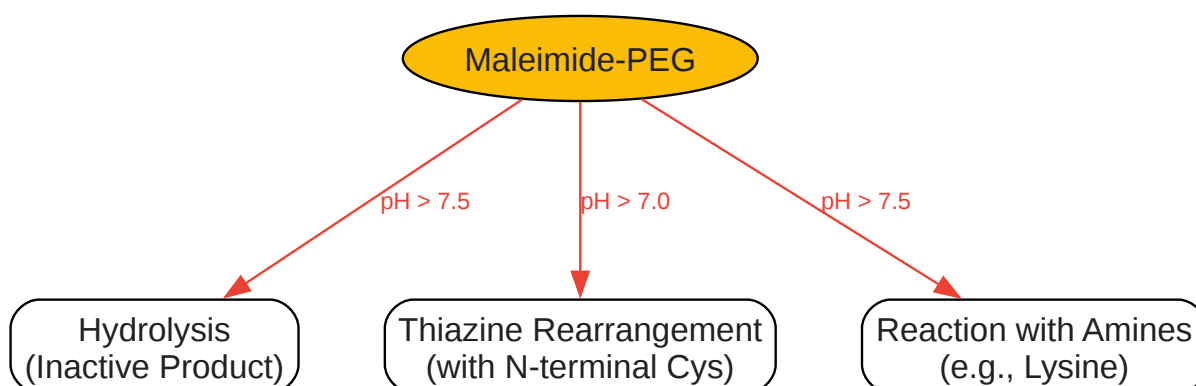 Maleimide-PEG
pH > 7.5
pH > 7.0
pH > 7.5
Hydrolysis
(Inactive Product)
Thiazine Rearrangement
(with N-terminal Cys)
Reaction with Amines
(e.g., Lysine)